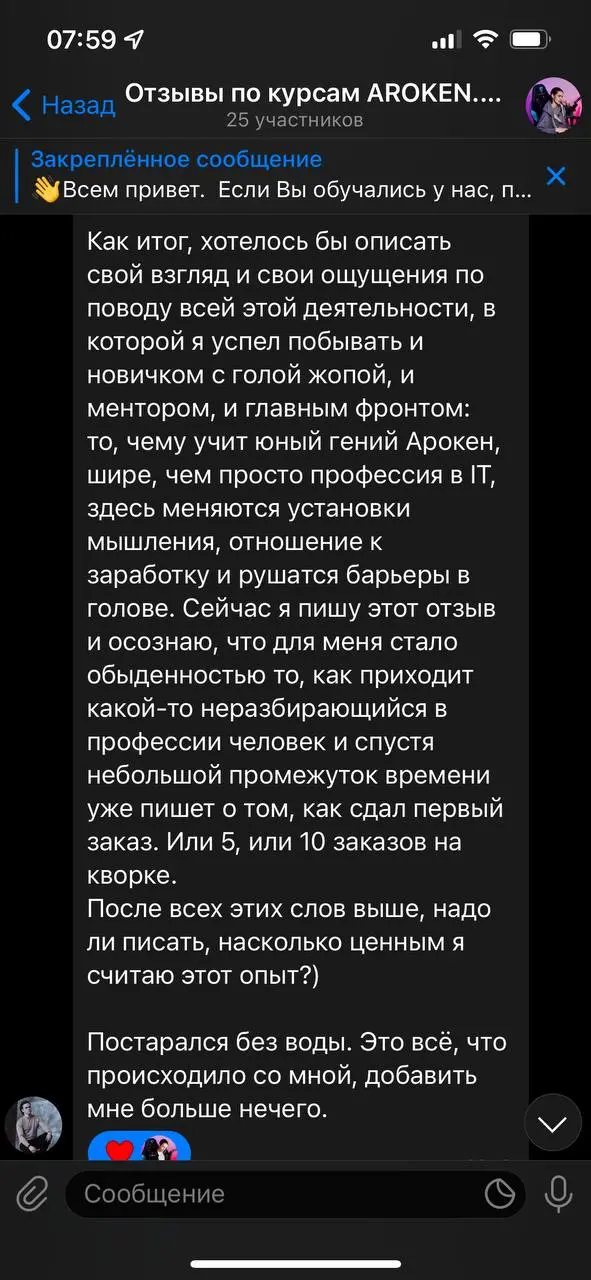 07:59
Назад
Отзывы по курсам AROKEN....
25 участников
Закреплённое сообщение
👋Всем привет. Если Вы обучались у нас, п...
Как итог, хотелось бы описать
свой взгляд и свои ощущения по
поводу всей этой деятельности, в
которой я успел побывать и
новичком с голой жопой, и
ментором, и главным фронтом:
то, чему учит юный гений Арокен,
шире, чем просто профессия в IT,
здесь меняются установки
мышления, отношение к
заработку и рушатся барьеры в
голове. Сейчас я пишу этот отзыв
и осознаю, что для меня стало
обыденностью то, как приходит
какой-то неразбирающийся в
профессии человек и спустя
небольшой промежуток времени
уже пишет о том, как сдал первый
заказ. Или 5, или 10 заказов на
кворке.
После всех этих слов выше, надо
ли писать, насколько ценным я
считаю этот опыт?)
Постарался без воды. Это всё, что
происходило со мной, добавить
мне больше нечего.
Сообщение